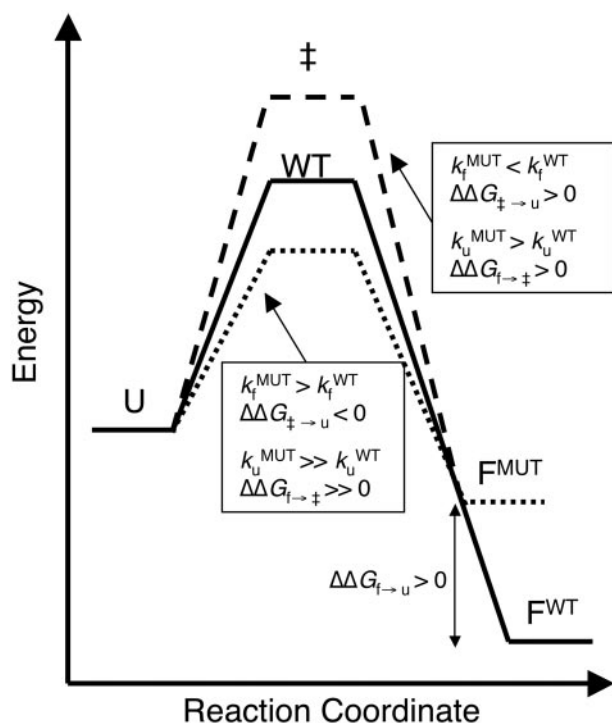 ‡
WT
k_f^MUT < k_f^WT
ΔΔG_‡→u > 0
k_u^MUT > k_u^WT
ΔΔG_f→‡ > 0
Energy
U
k_f^MUT > k_f^WT
ΔΔG_‡→u < 0
k_u^MUT >> k_u^WT
ΔΔG_f→‡ >> 0
F^MUT
ΔΔG_f→u > 0
F^WT
Reaction Coordinate